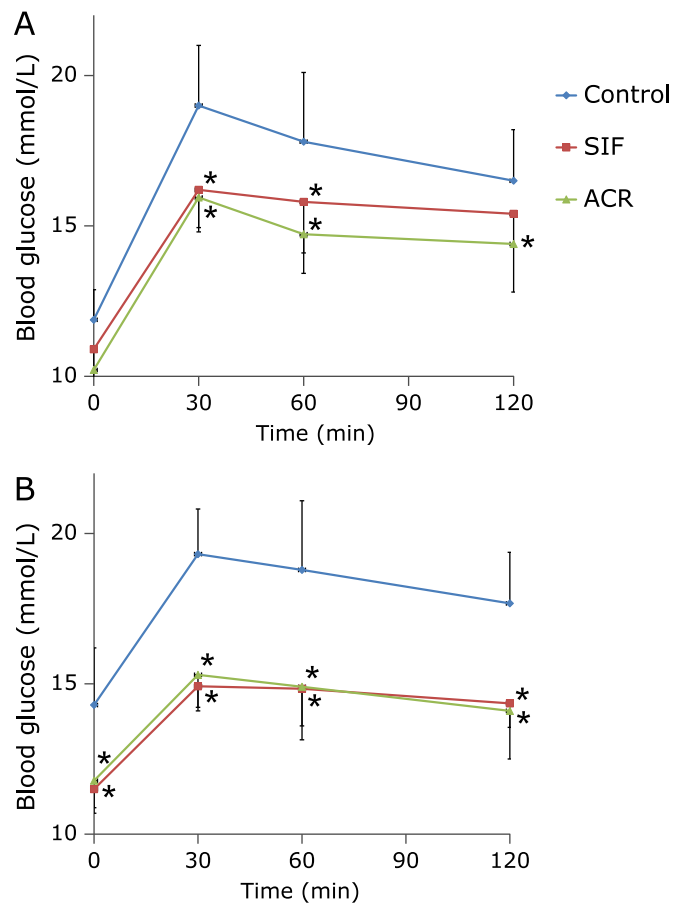 A
Blood glucose (mmol/L)
20
15
10
* *
* * *
0 30 60 90 120
Time (min)
Control
SIF
ACR
B
Blood glucose (mmol/L)
20
15
10
* * *
* * * * *
0 30 60 90 120
Time (min)